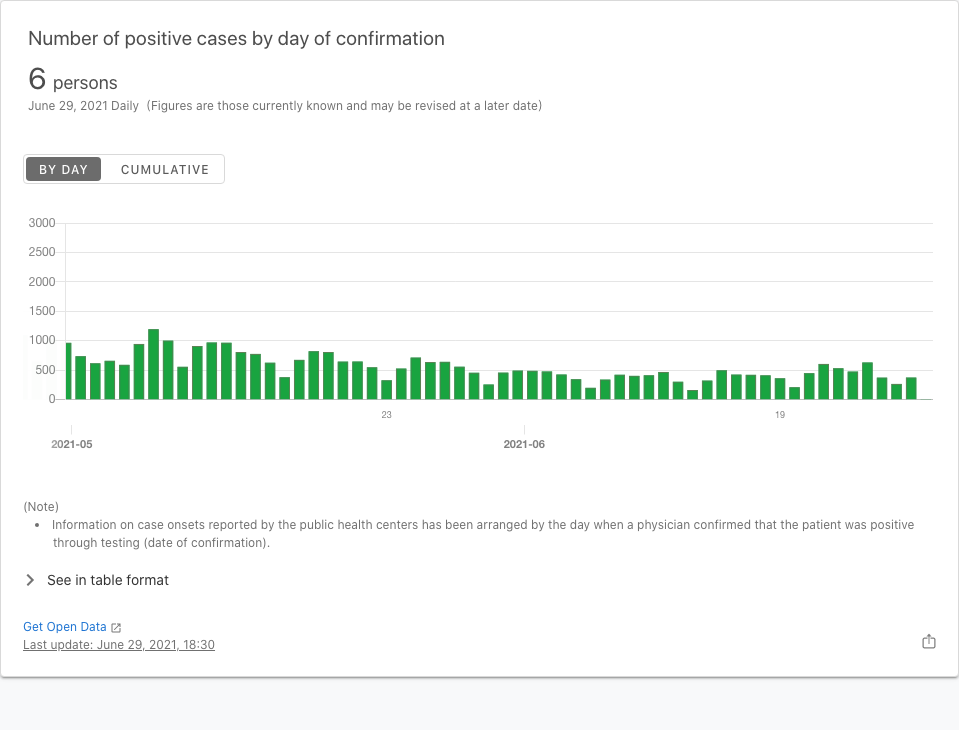 Number of positive cases by day of confirmation
6 persons
June 29, 2021 Daily (Figures are those currently known and may be revised at a later date)
BY DAY CUMULATIVE
3000
2500
2000
1500
1000
500
0
23 19
2021-05 2021-06
(Note)
• Information on case onsets reported by the public health centers has been arranged by the day when a physician confirmed that the patient was positive
through testing (date of confirmation).
See in table format
Get Open Data
Last update: June 29, 2021, 18:30